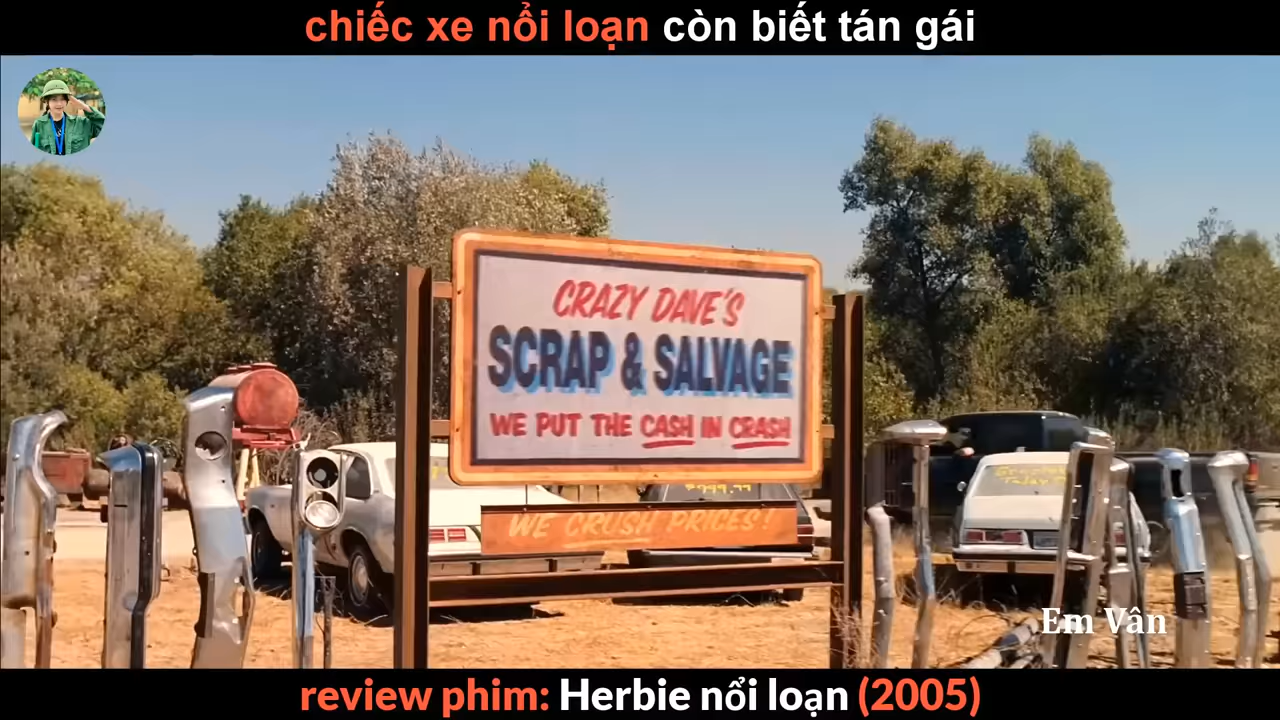 chiếc xe nổi loạn còn biết tán gái
CRAZY DAVE'S
SCRAP & SALVAGE
WE PUT THE CASH IN CRASH
WE CRUSH PRICES!
Em Vân
review phim: Herbie nổi loạn (2005)